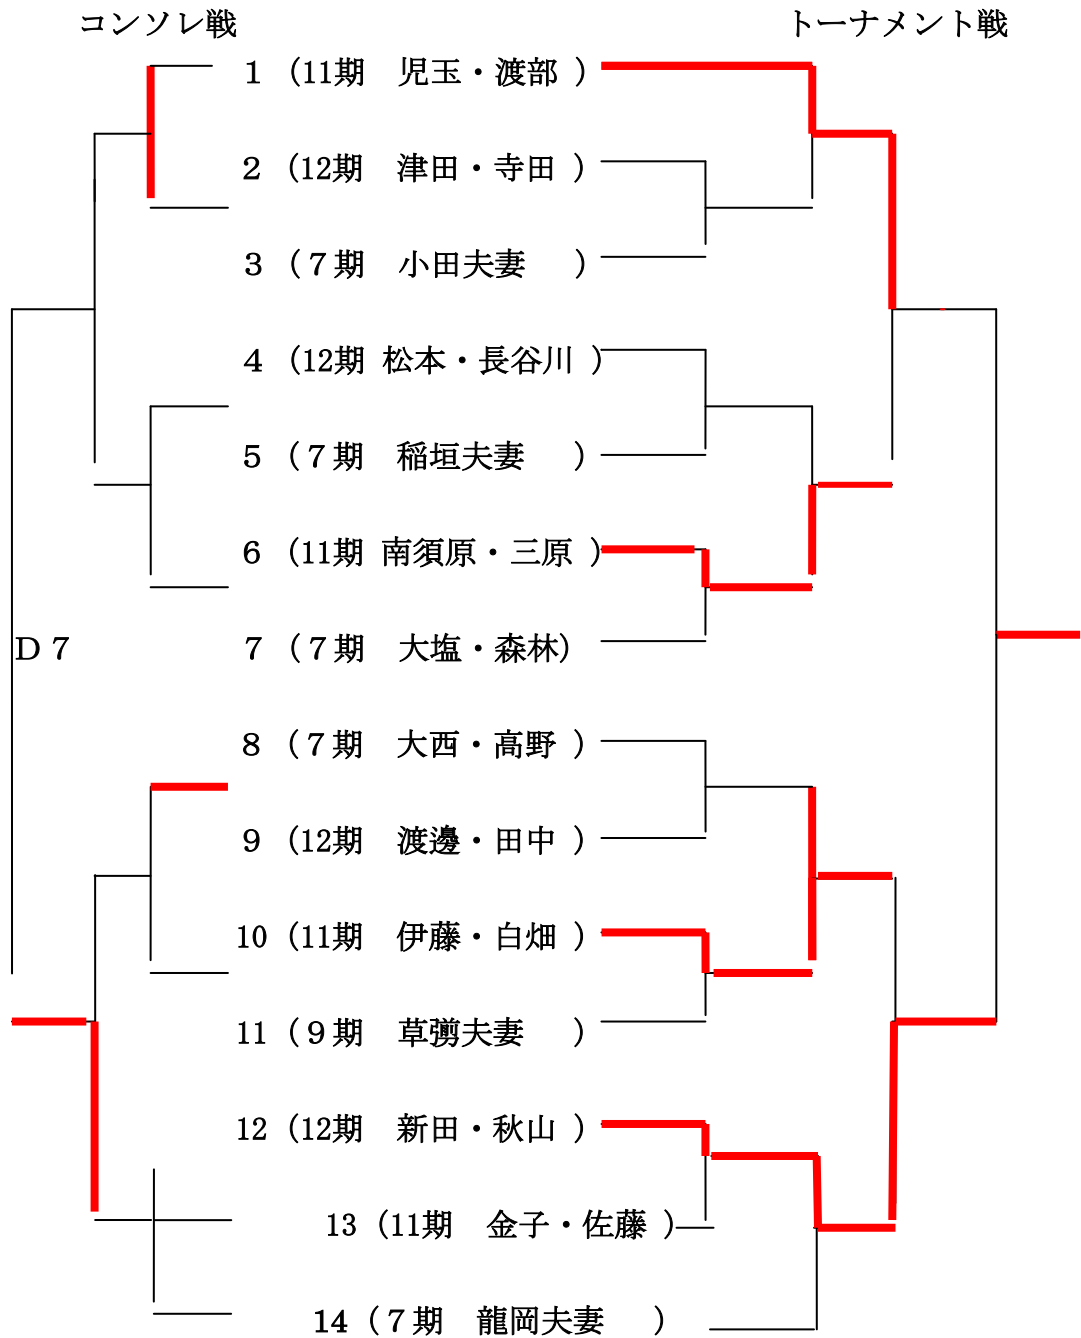 コンソレ戦 トーナメント戦
1 （11期　児玉・渡部 ）
2 （12期　津田・寺田 ）
3 （７期　小田夫妻　 ）
4 （12期 松本・長谷川 ）
5 （７期　稲垣夫妻　 ）
6 （11期 南須原・三原 ）
7 （７期　大塩・森林）
D 7
8 （７期　大西・高野 ）
9 （12期　渡邊・田中 ）
10 （11期　伊藤・白畑 ）
11 （９期　草彅夫妻　 ）
12 （12期　新田・秋山 ）
13 （11期　金子・佐藤 ）
14 （７期　龍岡夫妻　 ）